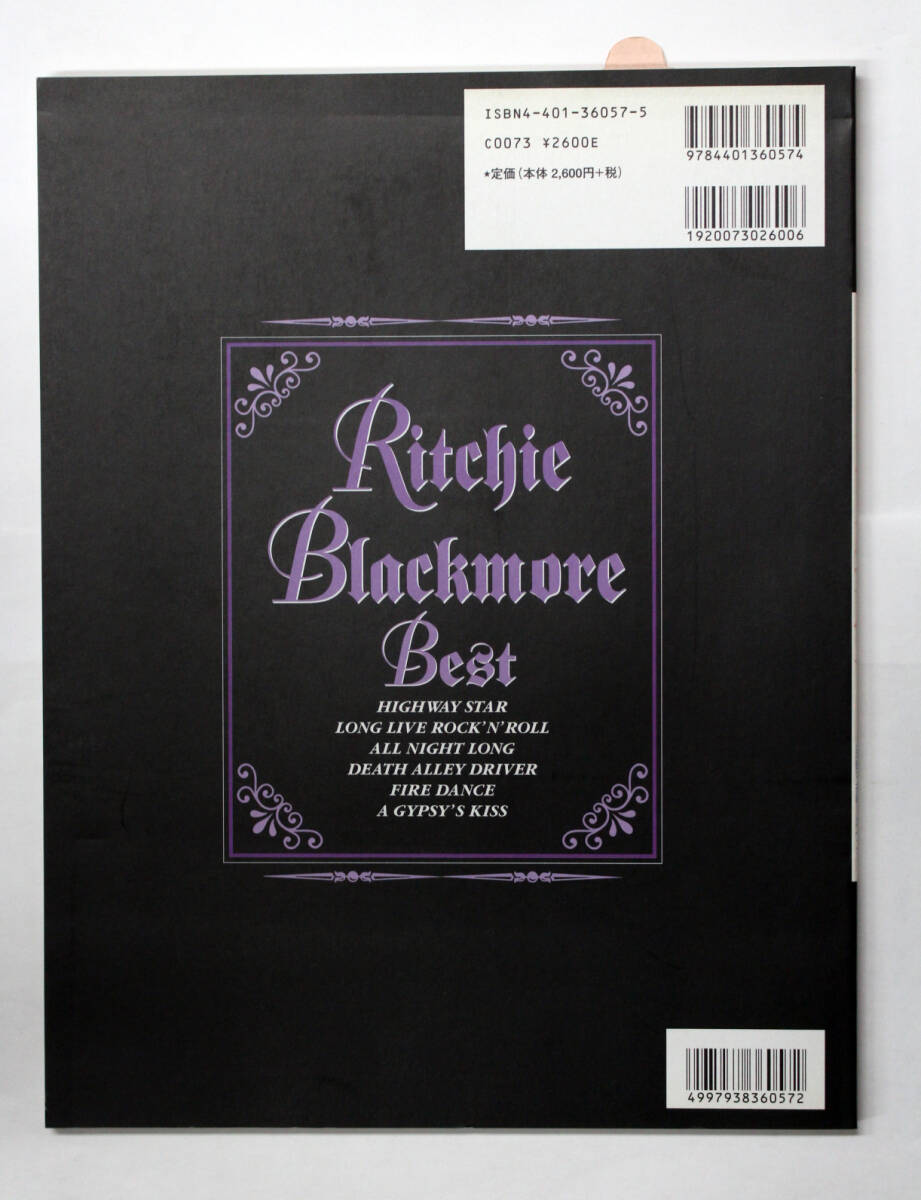 ISBN4-401-36057-5
C0073 ¥2600E
*定価(本体 2,600円+税)
9784401360574
1920073026006
Ritchie
Blackmore
Best
HIGHWAY STAR
LONG LIVE ROCK'N'ROLL
ALL NIGHT LONG
DEATH ALLEY DRIVER
FIRE DANCE
A GYPSY'S KISS
4997938360572